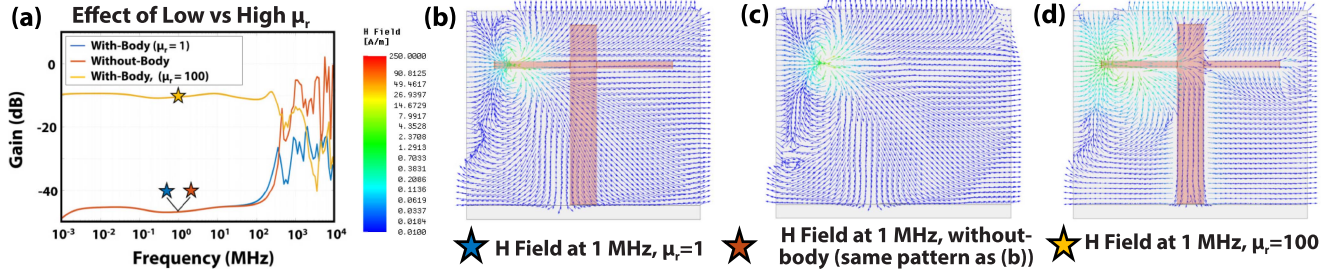 (a)
Effect of Low vs High μr
With-Body (μr = 1)
Without-Body
With-Body, (μr = 100)
Gain (dB)
0
-20
-40
10-3
10-2
10-1
100
101
102
103
104
Frequency (MHz)
H Field
[A/m]
250.0000
90.8125
49.4617
26.9397
14.6729
7.9917
4.3528
2.3708
1.2913
0.7033
0.3831
0.2086
0.1136
0.0619
0.0337
0.0184
0.0100
(b)
H Field at 1 MHz, μr=1
(c)
H Field at 1 MHz, without-
body (same pattern as (b))
(d)
H Field at 1 MHz, μr=100